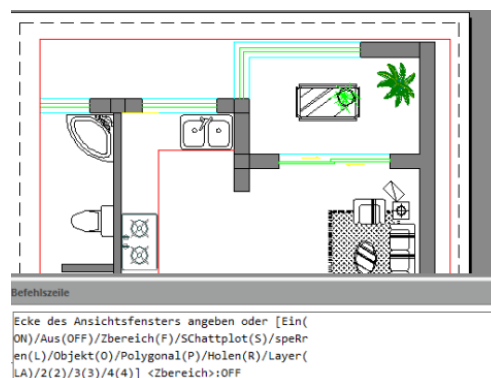 Befehlszeile
Ecke des Ansichtsfensters angeben oder [Ein(
ON)/Aus(OFF)/Zbereich(F)/SChattplot(S)/speRr
en(L)/Objekt(O)/Polygonal(P)/Holen(R)/Layer(
LA)/2(2)/3(3)/4(4)] <Zbereich>:OFF